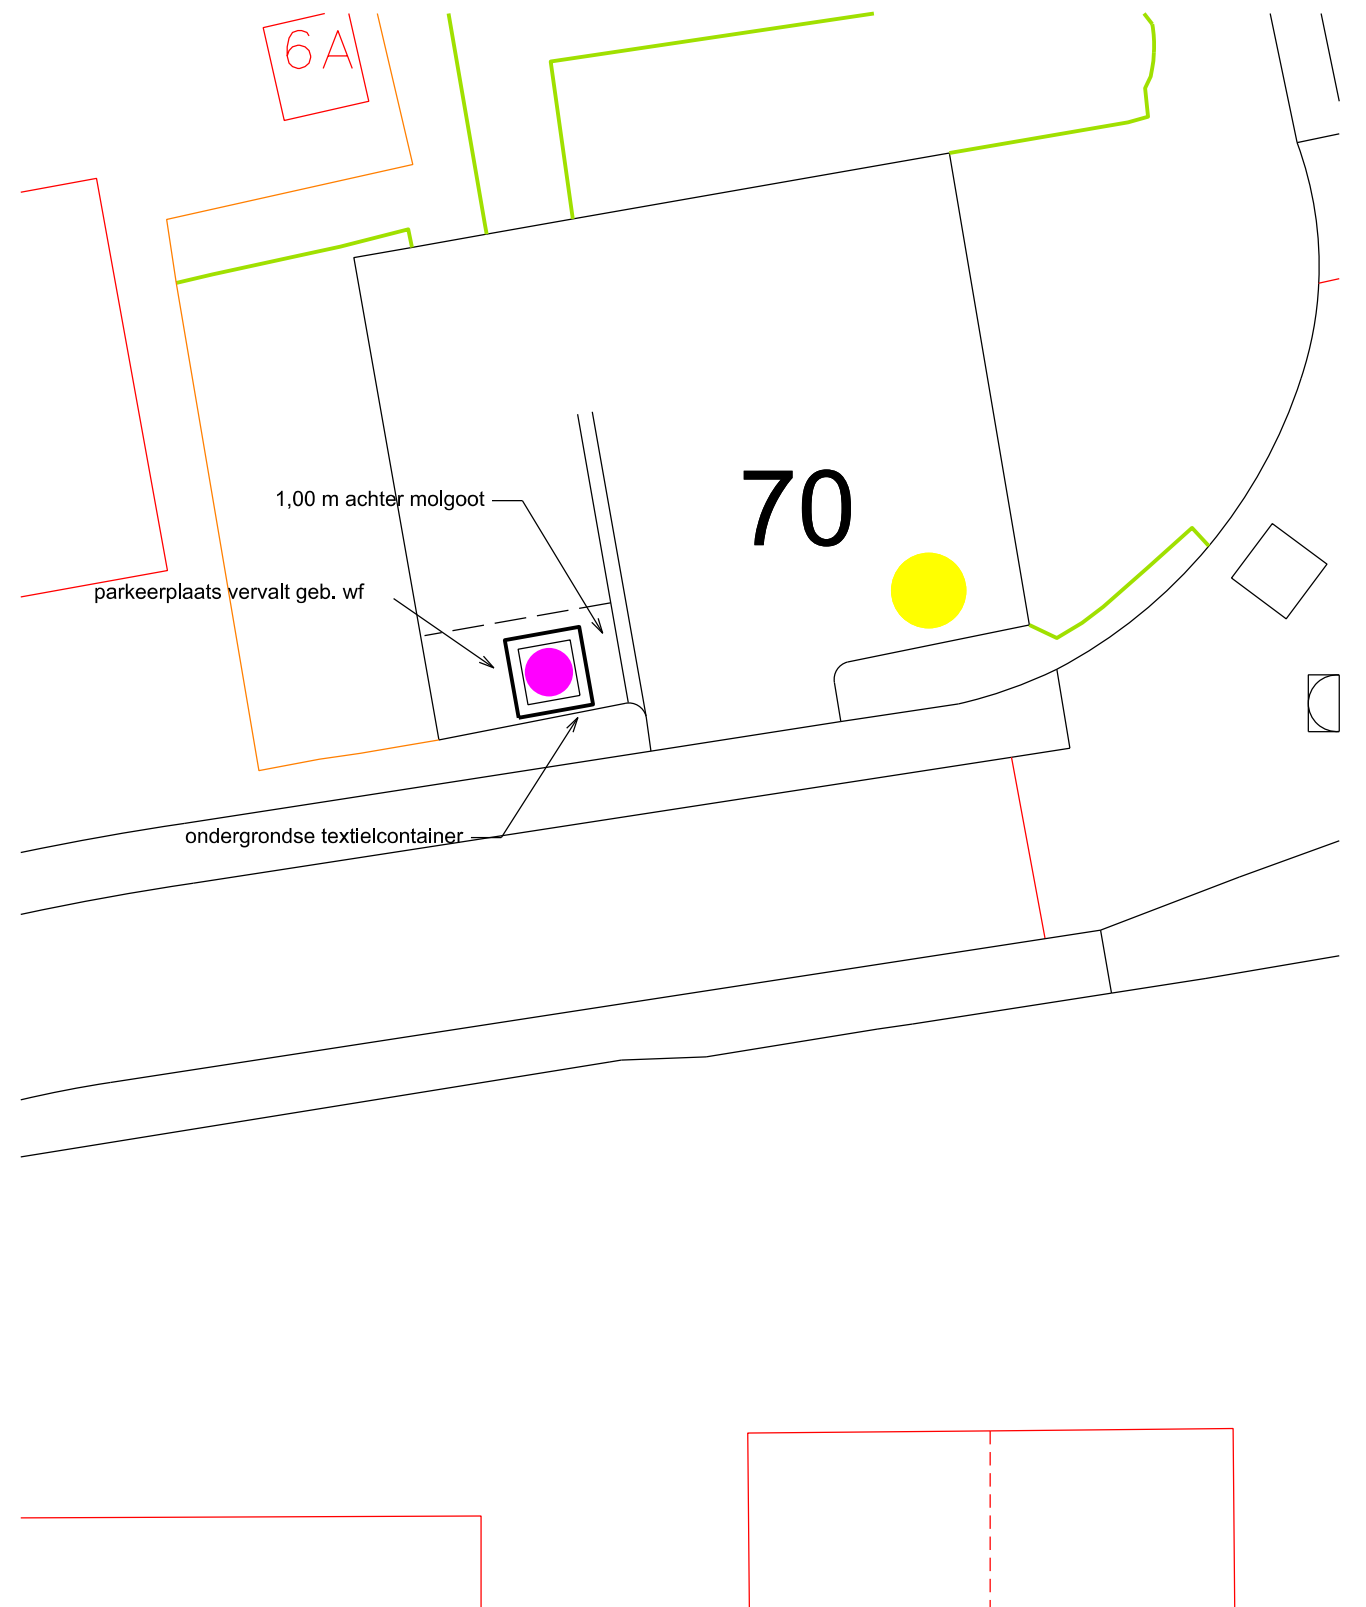 6A
70
1,00 m achter molgoot
parkeerplaats vervalt geb. wf
ondergrondse textielcontainer